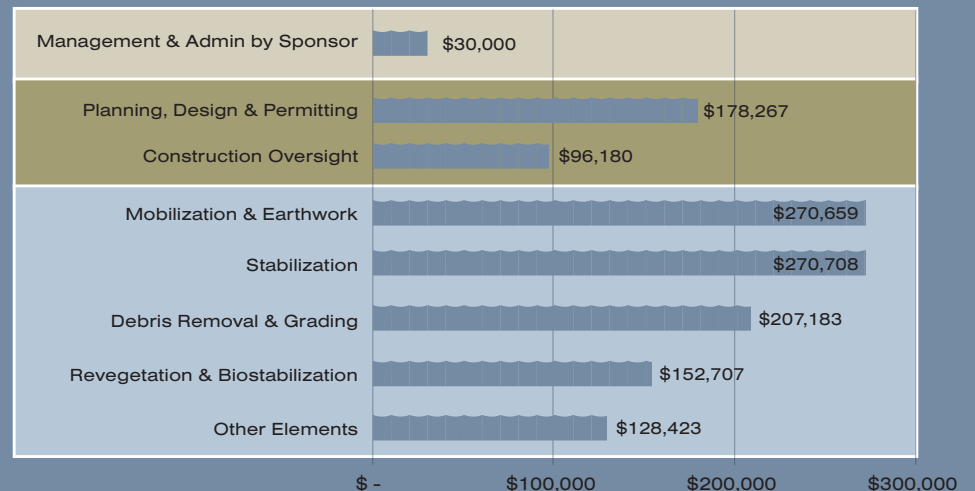 Management & Admin by Sponsor $30,000
Planning, Design & Permitting $178,267
Construction Oversight $96,180
Mobilization & Earthwork $270,659
Stabilization $270,708
Debris Removal & Grading $207,183
Revegetation & Biostabilization $152,707
Other Elements $128,423
$ - $100,000 $200,000 $300,000